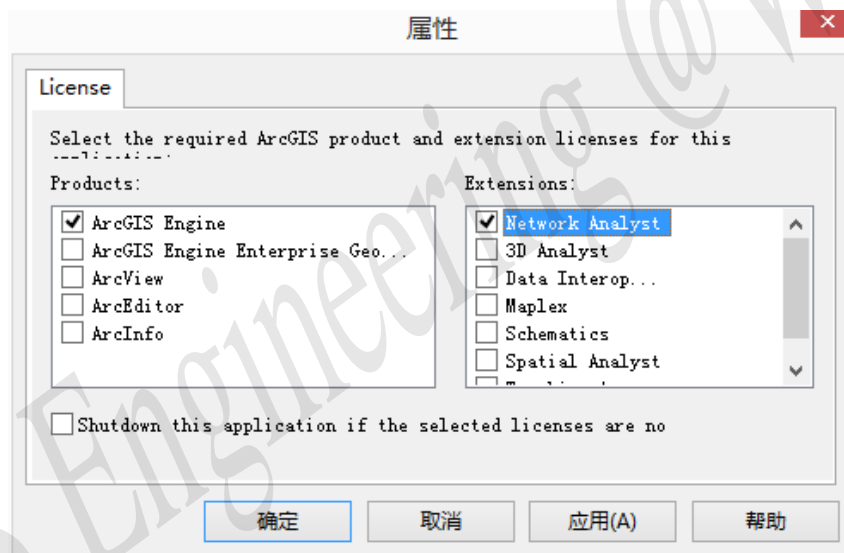 属性
License
Select the required ArcGIS product and extension licenses for this
Products:
Extensions:
ArcGIS Engine
ArcGIS Engine Enterprise Geo...
ArcView
ArcEditor
ArcInfo
Network Analyst
3D Analyst
Data Interop...
Maplex
Schematics
Spatial Analyst
Shutdown this application if the selected licenses are no
确定
取消
应用(A)
帮助
Engineering @